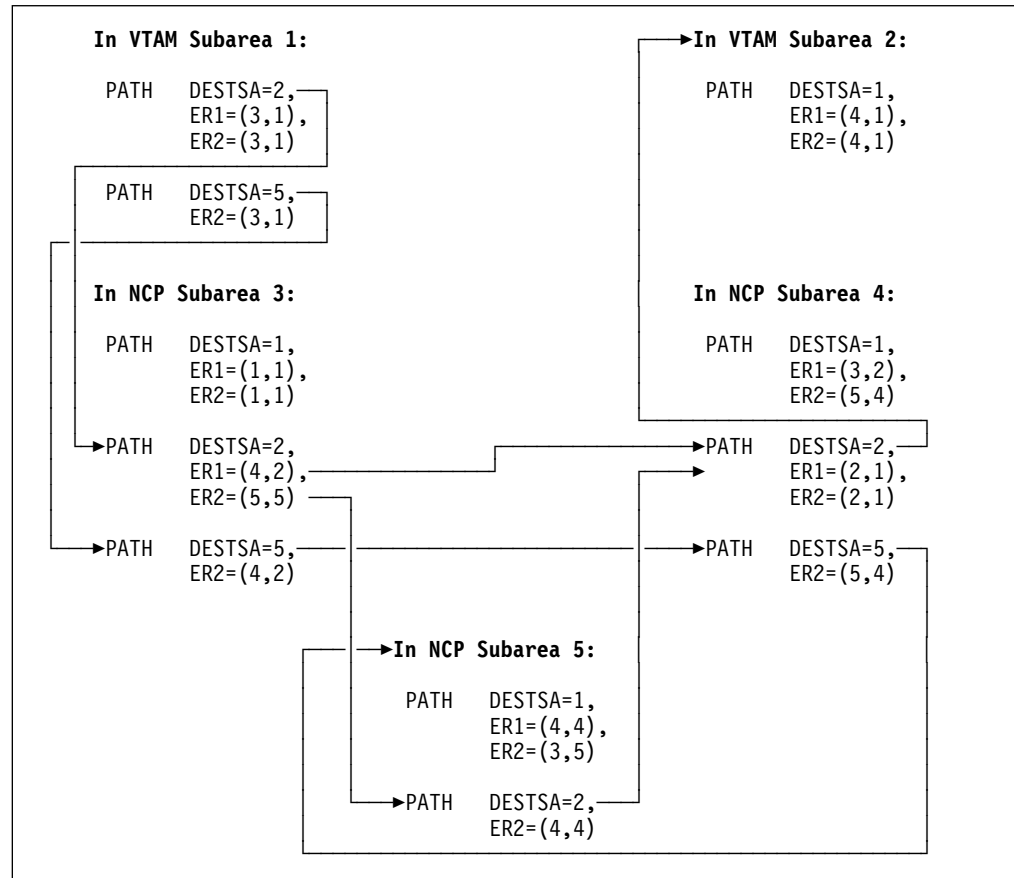 In VTAM Subarea 1:
PATH DESTSA=2,
ER1=(3,1),
ER2=(3,1)
PATH DESTSA=5,
ER2=(3,1)
In VTAM Subarea 2:
PATH DESTSA=1,
ER1=(4,1),
ER2=(4,1)
In NCP Subarea 3:
PATH DESTSA=1,
ER1=(1,1),
ER2=(1,1)
PATH DESTSA=2,
ER1=(4,2),
ER2=(5,5)
PATH DESTSA=5,
ER2=(4,2)
In NCP Subarea 4:
PATH DESTSA=1,
ER1=(3,2),
ER2=(5,4)
PATH DESTSA=2,
ER1=(2,1),
ER2=(2,1)
PATH DESTSA=5,
ER2=(5,4)
In NCP Subarea 5:
PATH DESTSA=1,
ER1=(4,4),
ER2=(3,5)
PATH DESTSA=2,
ER2=(4,4)